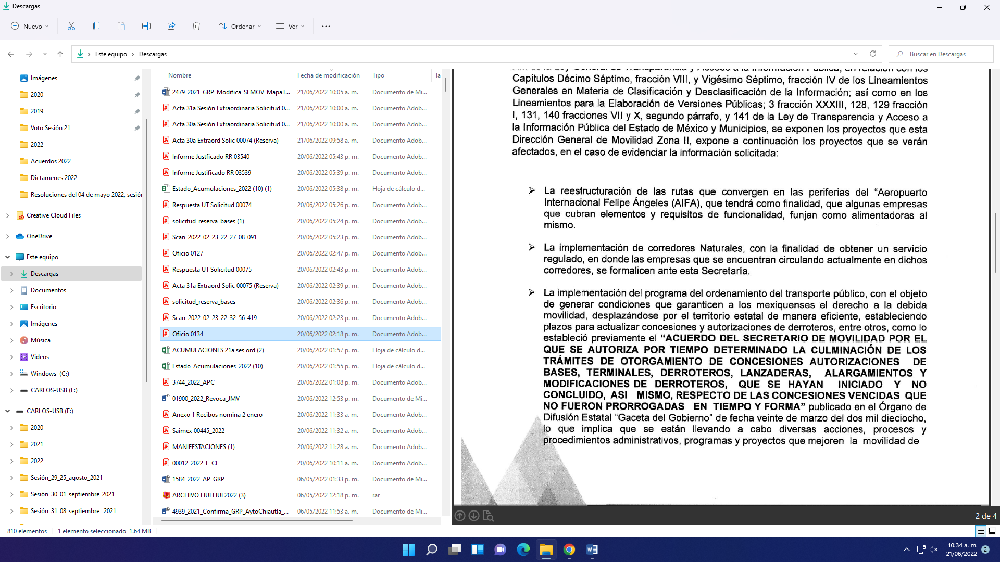 Descargas
Nuevo
Ordenar
Ver
Este equipo
Descargas
Buscar en Descargas
Imágenes
2020
2019
Voto Sesión 21
2022
Acuerdos 2022
Dictamenes 2022
Resoluciones del 04 de mayo 2022, sesión
Creative Cloud Files
OneDrive
Este equipo
Descargas
Documentos
Escritorio
Imágenes
Música
Videos
Windows (C:)
CARLOS-USB (F:)
CARLOS-USB (F:)
2020
2021
2022
Sesión_29_25_agosto_2021
Sesión_30_01_septiembre_2021
Sesión_31_08_septiembre_ 2021
Nombre Fecha de modificación Tipo Ta
2479_2021_GRP_Modifica_SEMOV_MapaT... 21/06/2022 10:05 a. m. Documento de Mi...
Acta 31a Sesión Extraordinaria Solicitud 0... 21/06/2022 10:00 a. m. Documento Adob...
Acta 30a Sesión Extraordinaria Solicitud 0... 21/06/2022 10:00 a. m. Documento Adob...
Acta 30a Extraord Solic 00074 (Reserva) 21/06/2022 09:58 a. m. Documento Adob...
Informe Justficado RR 03540 20/06/2022 05:43 p. m. Documento Adob...
Informe Justificado RR 03539 20/06/2022 05:39 p. m. Documento Adob...
Estado_Acumulaciones_2022 (10) (1) 20/06/2022 05:38 p. m. Hoja de cálculo d...
Respuesta UT Solicitud 00074 20/06/2022 05:26 p. m. Documento Adob...
solicitud_reserva_bases (1) 20/06/2022 05:24 p. m. Documento Adob...
Scan_2022_02_23_22_27_08_091 20/06/2022 05:23 p. m. Documento Adob...
Oficio 0127 20/06/2022 02:47 p. m. Documento Adob...
Respuesta UT Solicitud 00075 20/06/2022 02:43 p. m. Documento Adob...
Acta 31a Extraord Solic 00075 (Reserva) 20/06/2022 02:39 p. m. Documento Adob...
solicitud_reserva_bases 20/06/2022 02:36 p. m. Documento Adob...
Scan_2022_02_23_22_32_56_419 20/06/2022 02:23 p. m. Documento Adob...
Oficio 0134 20/06/2022 02:18 p. m. Documento Adob...
ACUMULACIONES 21a ses ord (2) 20/06/2022 01:57 p. m. Hoja de cálculo d...
Estado_Acumulaciones_2022 (10) 20/06/2022 01:55 p. m. Hoja de cálculo d...
3744_2022_APC 20/06/2022 01:08 p. m. Documento Adob...
01900_2022_Revoca_JMV 20/06/2022 12:53 p. m. Documento de Mi...
Anexo 1 Recibos nomina 2 enero 20/06/2022 11:33 a. m. Documento Adob...
Saimex 00445_2022 20/06/2022 11:32 a. m. Documento Adob...
MANIFESTACIONES (1) 20/06/2022 11:28 a. m. Documento Adob...
00012_2022_E_CI 20/06/2022 10:11 a. m. Documento Adob...
1584_2022_AP_GRP 06/05/2022 01:33 p. m. Documento de Mi...
ARCHIVO HUEHUE2022 (3) 06/05/2022 12:18 p. m. rar
4939_2021_Confirma_GRP_AytoChiautla_... 06/05/2022 11:53 a. m. Documento de Mi...
de la Ley General de Transparencia y Acceso a la Información Pública, en relación con los
Capítulos Décimo Séptimo, fracción VIII, y Vigésimo Séptimo, fracción IV de los Lineamientos
Generales en Materia de Clasificación y Desclasificación de la Información; así como en los
Lineamientos para la Elaboración de Versiones Públicas; 3 fracción XXXIII, 128, 129 fracción
I, 131, 140 fracciones VII y X, segundo párrafo, y 141 de la Ley de Transparencia y Acceso a
la Información Pública del Estado de México y Municipios, se exponen los proyectos que esta
Dirección General de Movilidad Zona II, expone a continuación los proyectos que se verán
afectados, en el caso de evidenciar la información solicitada:
➢ La reestructuración de las rutas que convergen en las periferias del “Aeropuerto
Internacional Felipe Ángeles (AIFA), que tendrá como finalidad, que algunas empresas
que cubran elementos y requisitos de funcionalidad, funjan como alimentadoras al
mismo.
➢ La implementación de corredores Naturales, con la finalidad de obtener un servicio
regulado, en donde las empresas que se encuentran circulando actualmente en dichos
corredores, se formalicen ante esta Secretaría.
➢ La implementación del programa del ordenamiento del transporte público, con el objeto
de generar condiciones que garanticen a los mexiquenses el derecho a la debida
movilidad, desplazándose por el territorio estatal de manera eficiente, estableciendo
plazos para actualizar concesiones y autorizaciones de derroteros, entre otros, como lo
estableció previamente el “ACUERDO DEL SECRETARIO DE MOVILIDAD POR EL
QUE SE AUTORIZA POR TIEMPO DETERMINADO LA CULMINACIÓN DE LOS
TRÁMITES DE OTORGAMIENTO DE CONCESIONES AUTORIZACIONES DE
BASES, TERMINALES, DERROTEROS, LANZADERAS, ALARGAMIENTOS Y
MODIFICACIONES DE DERROTEROS, QUE SE HAYAN INICIADO Y NO
CONCLUIDO, ASI MISMO, RESPECTO DE LAS CONCESIONES VENCIDAS QUE
NO FUERON PRORROGADAS EN TIEMPO Y FORMA” publicado en el Órgano de
Difusión Estatal “Gaceta del Gobierno” de fecha veinte de marzo del dos mil dieciocho,
lo que implica que se están llevando a cabo diversas acciones, procesos y
procedimientos administrativos, programas y proyectos que mejoren la movilidad de
2 de 4
810 elementos 1 elemento seleccionado 1.64 MB
10:34 a. m.
21/06/2022
2